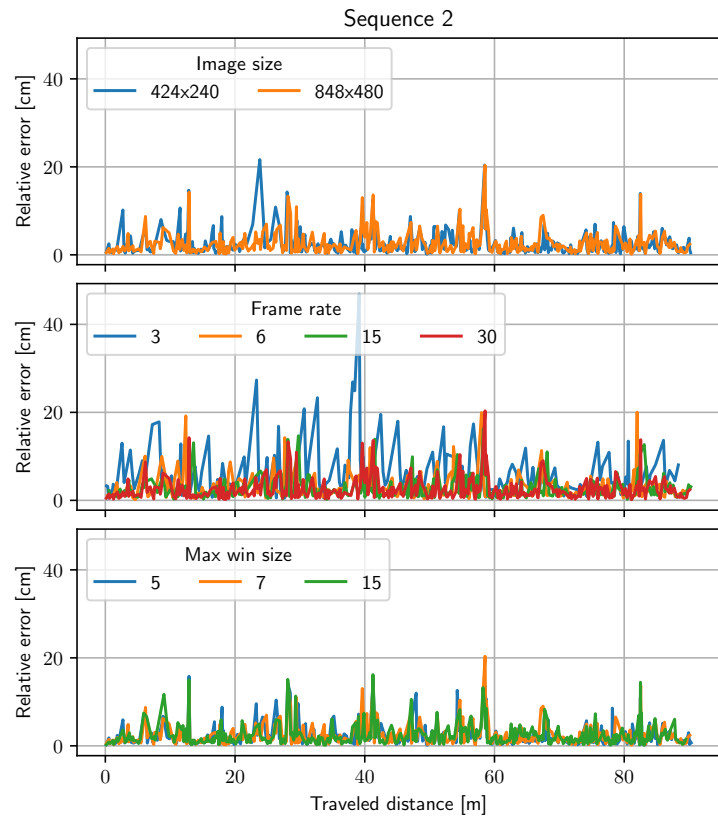 Sequence 2
Relative error [cm]
40
20
0
Image size
424x240 848x480
Relative error [cm]
40
20
0
Frame rate
3 6 15 30
Relative error [cm]
40
20
0
Max win size
5 7 15
0 20 40 60 80
Traveled distance [m]